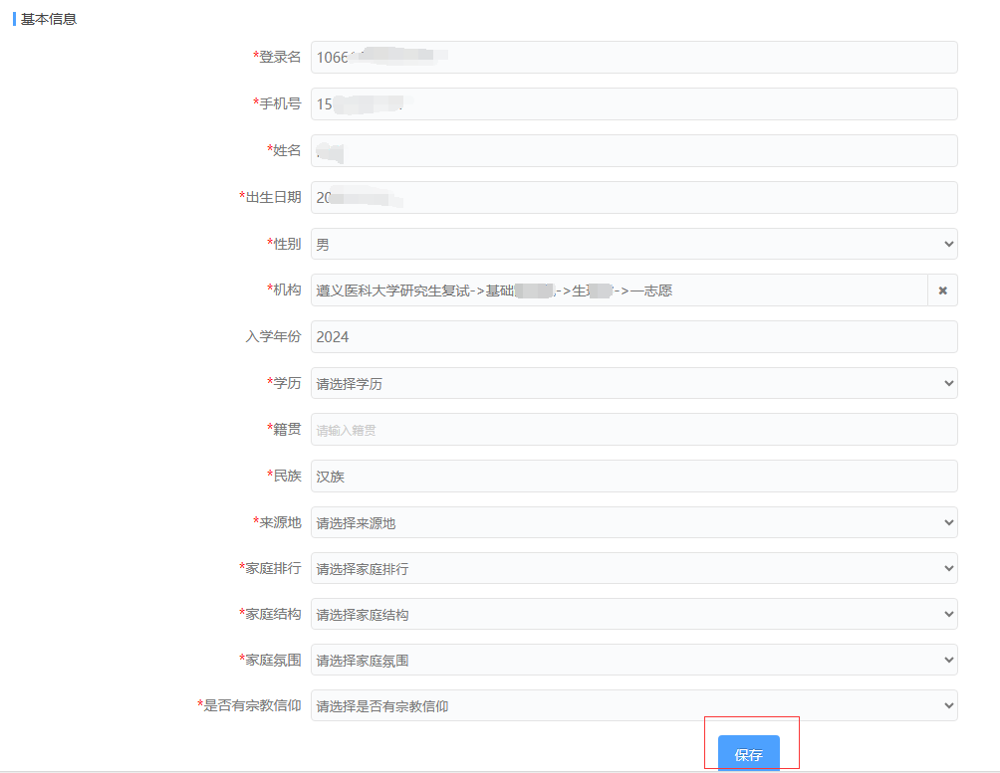 基本信息
*登录名 1066
*手机号 15
*姓名
*出生日期 20
*性别 男
*机构 遵义医科大学研究生复试->基础 ->生 ->一志愿
入学年份 2024
*学历 请选择学历
*籍贯 请输入籍贯
*民族 汉族
*来源地 请选择来源地
*家庭排行 请选择家庭排行
*家庭结构 请选择家庭结构
*家庭氛围 请选择家庭氛围
*是否有宗教信仰 请选择是否有宗教信仰
保存